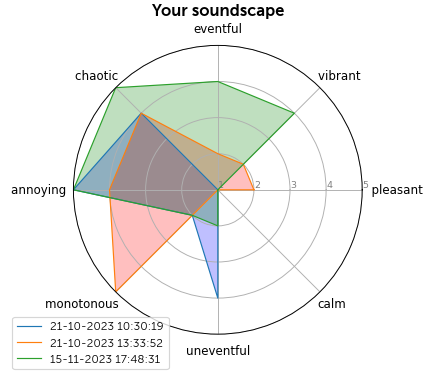 Your soundscape
eventful
chaotic
vibrant
annoying
1 2 3 4 5
pleasant
monotonous
calm
uneventful
21-10-2023 10:30:19
21-10-2023 13:33:52
15-11-2023 17:48:31